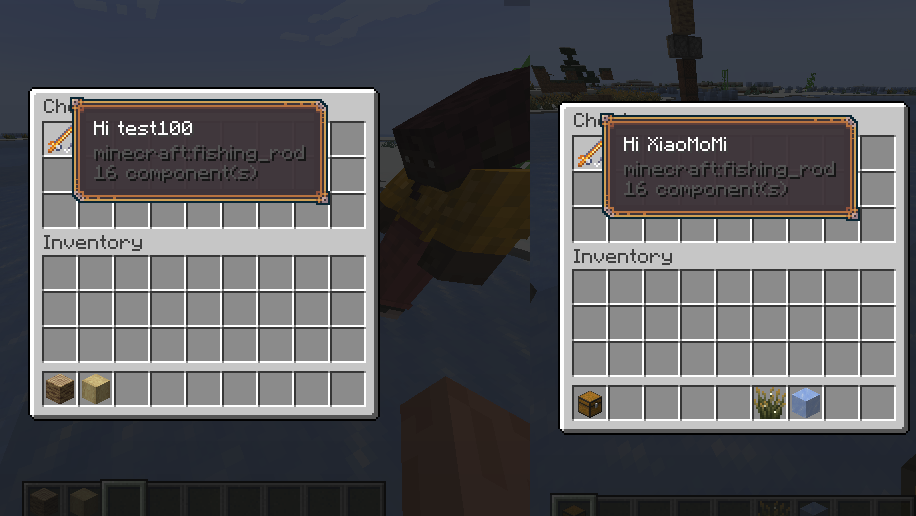 Hi test100
minecraft:fishing_rod
16 component(s)
Inventory
Hi XiaoMoMi
minecraft:fishing_rod
16 component(s)
Inventory